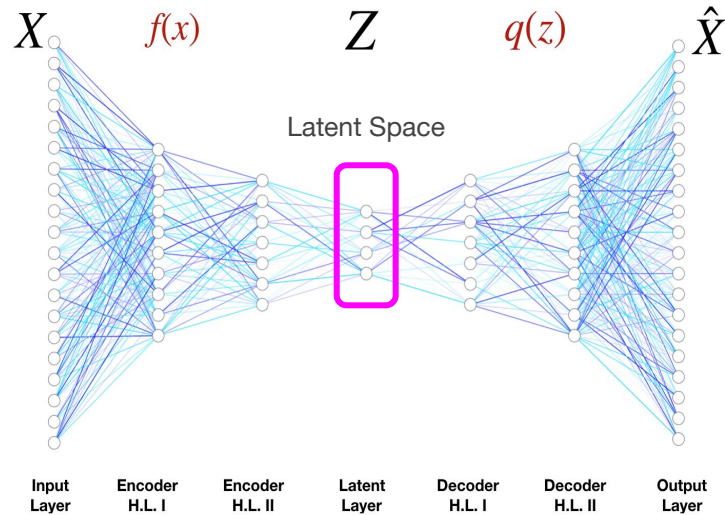 X f(x) Z q(z) X̂
Latent Space
Input Encoder Encoder Latent Decoder Decoder Output
Layer H.L. I H.L. II Layer H.L. I H.L. II Layer